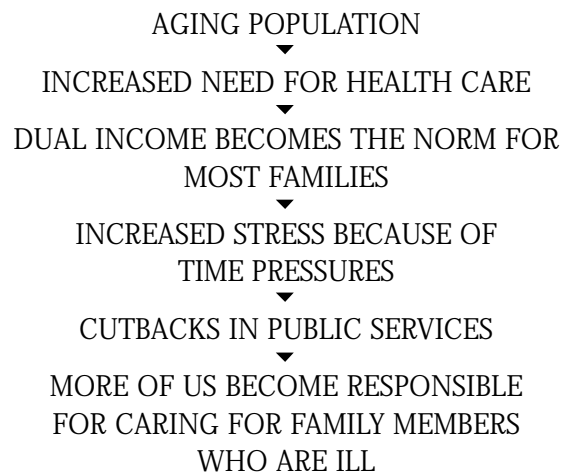 AGING POPULATION
INCREASED NEED FOR HEALTH CARE
DUAL INCOME BECOMES THE NORM FOR
MOST FAMILIES
INCREASED STRESS BECAUSE OF
TIME PRESSURES
CUTBACKS IN PUBLIC SERVICES
MORE OF US BECOME RESPONSIBLE
FOR CARING FOR FAMILY MEMBERS
WHO ARE ILL